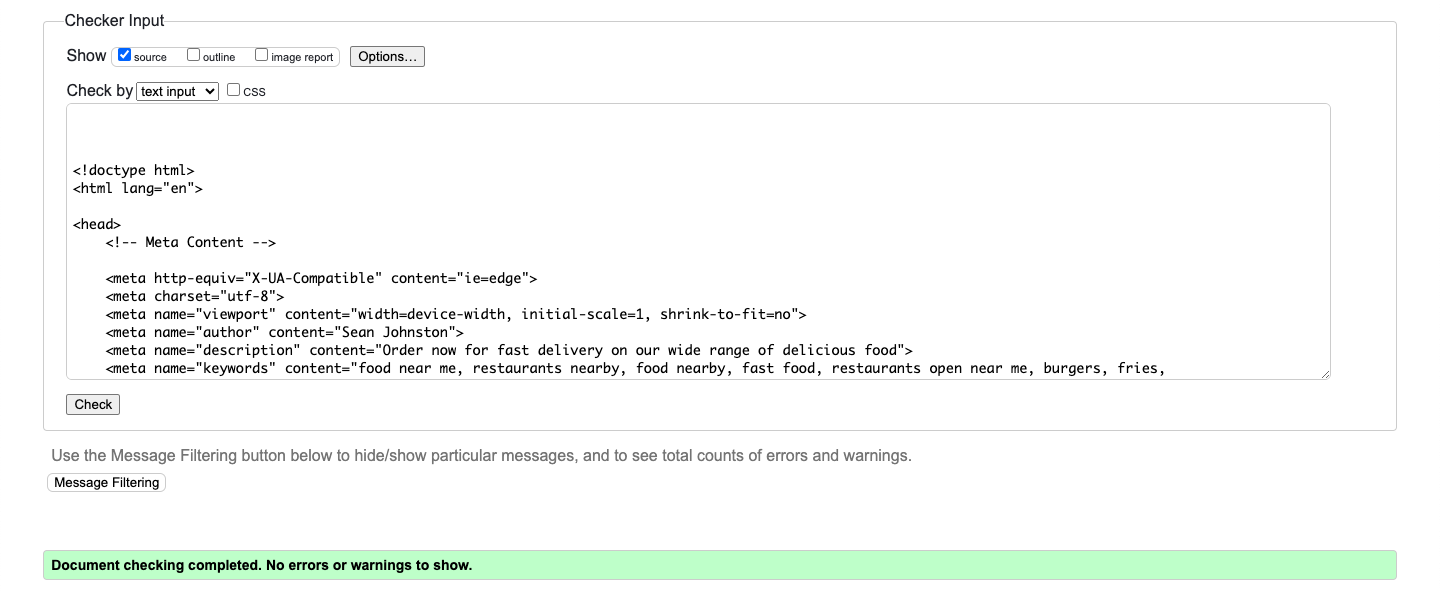 Checker Input
Show source outline image report Options...
Check by text input css
<!doctype html>
<html lang="en">
<head>
<!-- Meta Content -->
<meta http-equiv="X-UA-Compatible" content="ie=edge">
<meta charset="utf-8">
<meta name="viewport" content="width=device-width, initial-scale=1, shrink-to-fit=no">
<meta name="author" content="Sean Johnston">
<meta name="description" content="Order now for fast delivery on our wide range of delicious food">
<meta name="keywords" content="food near me, restaurants nearby, food nearby, fast food, restaurants open near me, burgers, fries,
Check
Use the Message Filtering button below to hide/show particular messages, and to see total counts of errors and warnings.
Message Filtering
Document checking completed. No errors or warnings to show.